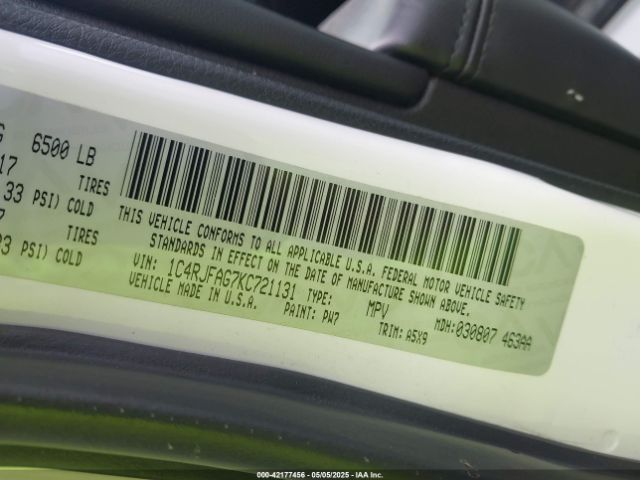 G 6500 LB
17 TIRES
33 PSI) COLD
7 TIRES
33 PSI) COLD
THIS VEHICLE CONFORMS TO ALL APPLICABLE U.S.A. FEDERAL MOTOR VEHICLE SAFETY
STANDARDS IN EFFECT ON THE DATE OF MANUFACTURE SHOWN ABOVE.
VIN: 1C4RJFAG7KC721131 TYPE: MPV
VEHICLE MADE IN U.S.A. PAINT: PW7 MDH:030807 463AA
TRIM: A5X9
000-42177456 - 05/05/2025 - IAA Inc.